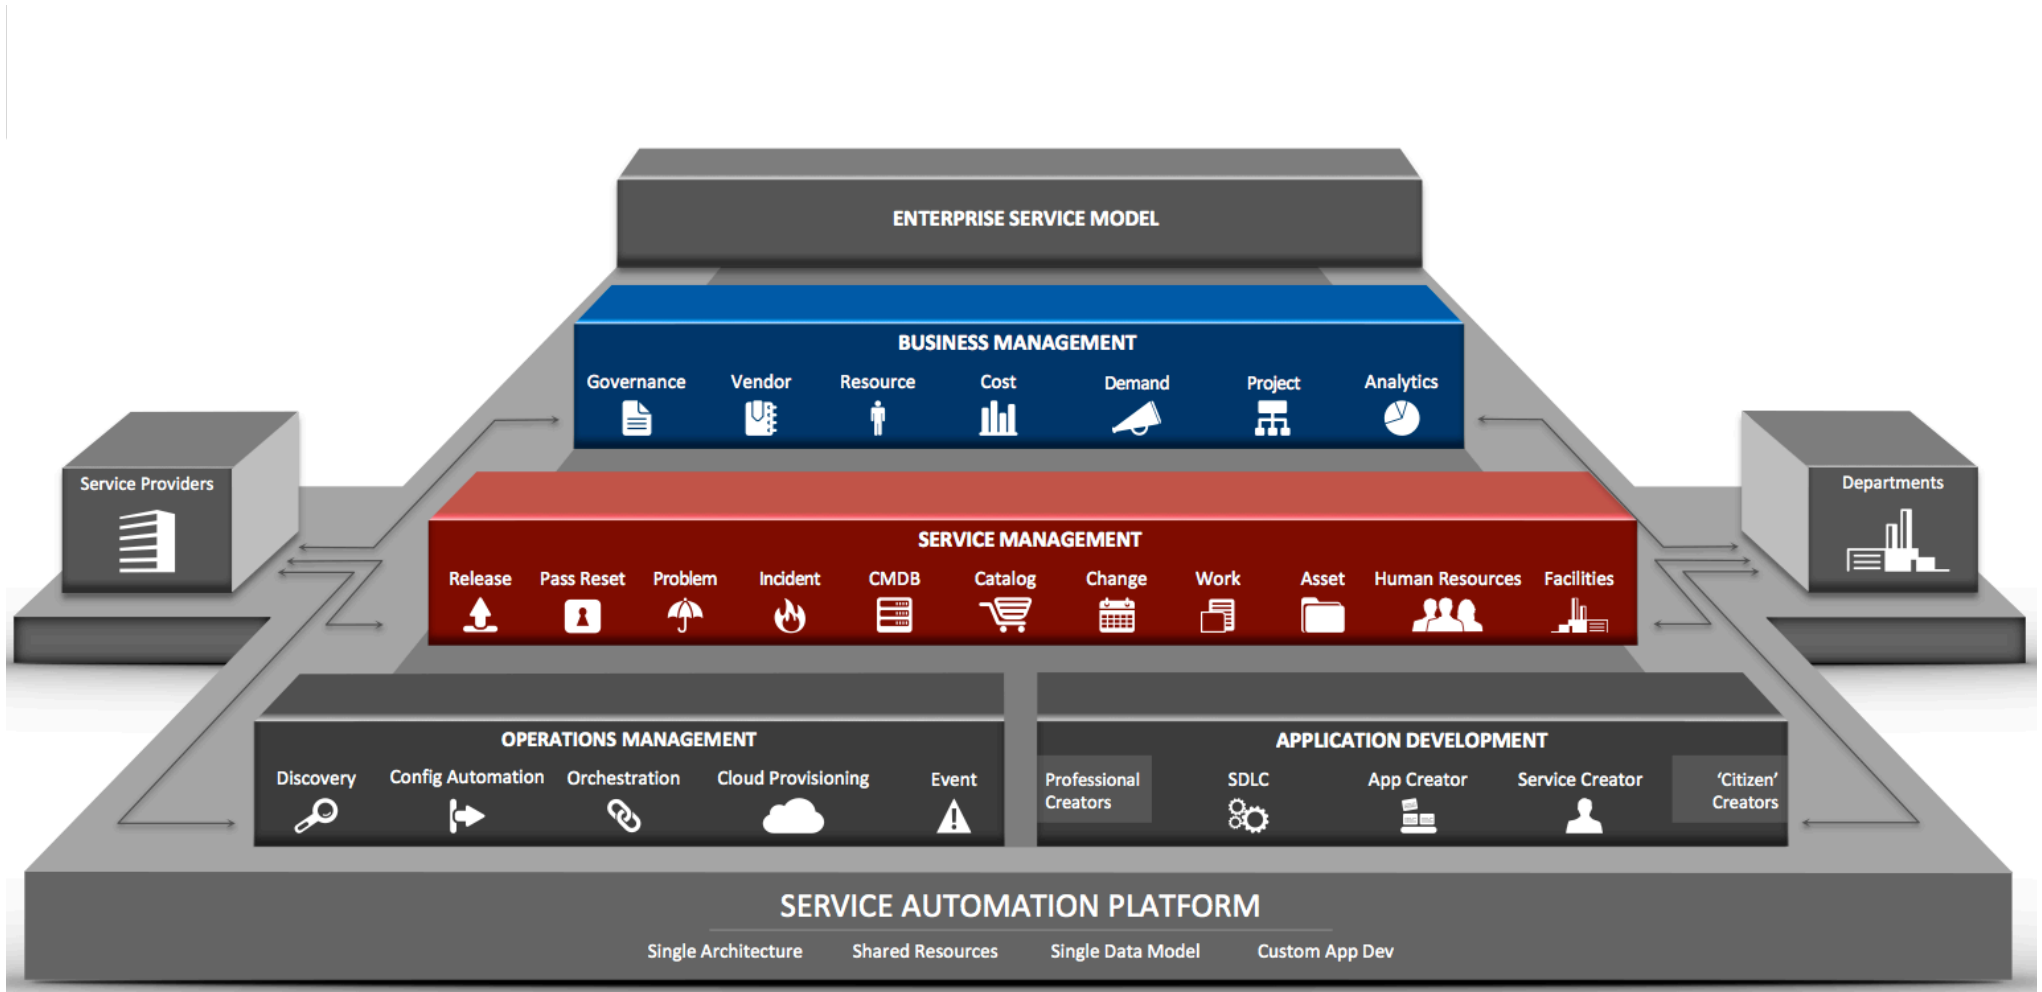 ENTERPRISE SERVICE MODEL
BUSINESS MANAGEMENT
Governance Vendor Resource Cost Demand Project Analytics
Service Providers
Departments
SERVICE MANAGEMENT
Release Pass Reset Problem Incident CMDB Catalog Change Work Asset Human Resources Facilities
OPERATIONS MANAGEMENT
Discovery Config Automation Orchestration Cloud Provisioning Event
APPLICATION DEVELOPMENT
Professional
Creators
SDLC App Creator Service Creator
‘Citizen’
Creators
SERVICE AUTOMATION PLATFORM
Single Architecture Shared Resources Single Data Model Custom App Dev